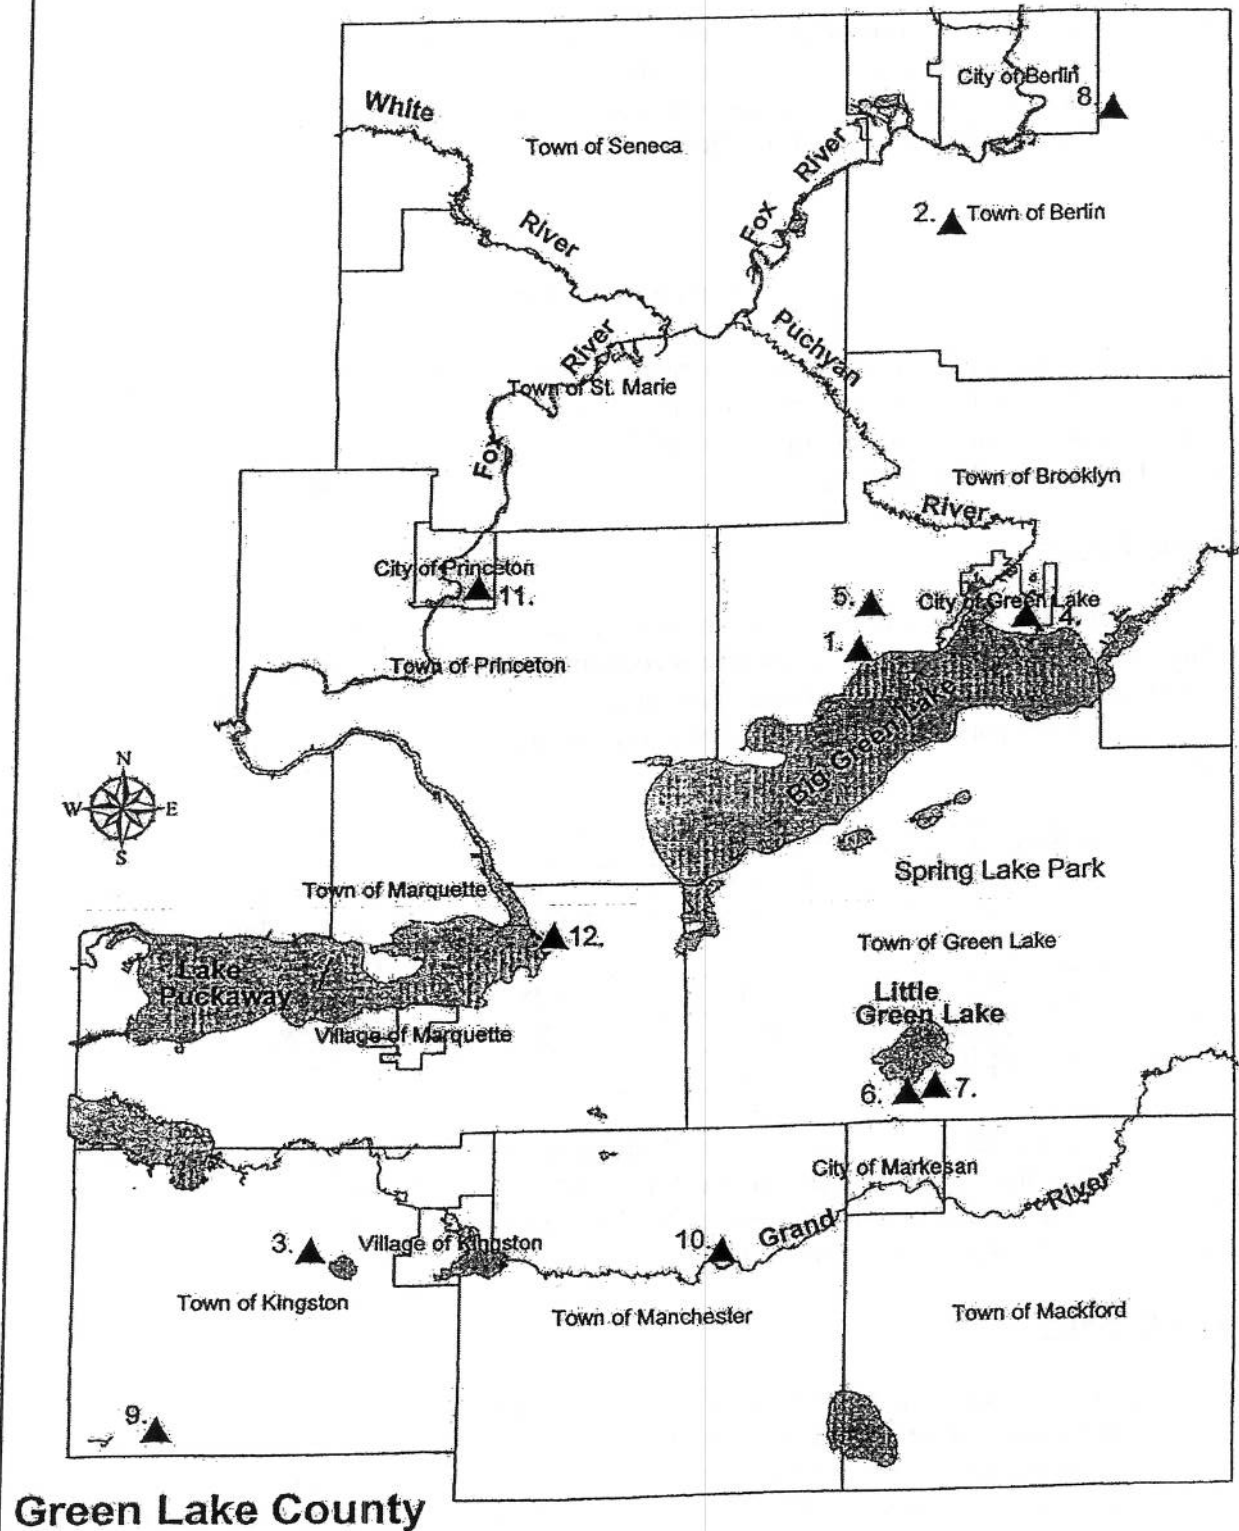 City of Berlin
8.
White
Town of Seneca
River
2.
Town of Berlin
Fox
River
Puchyan
River
Town of St. Marie
Fox
Town of Brooklyn
River
City of Princeton
11.
5.
City of Green Lake
4.
1.
Town of Princeton
Big Green Lake
N
W
E
S
Spring Lake Park
Town of Marquette
12.
Town of Green Lake
Lake
Puckaway
Little
Green Lake
Village of Marquette
6.
7.
City of Markesan
River
Grand
3.
Village of Kingston
10.
Town of Kingston
Town of Manchester
Town of Mackford
9.
Green Lake County